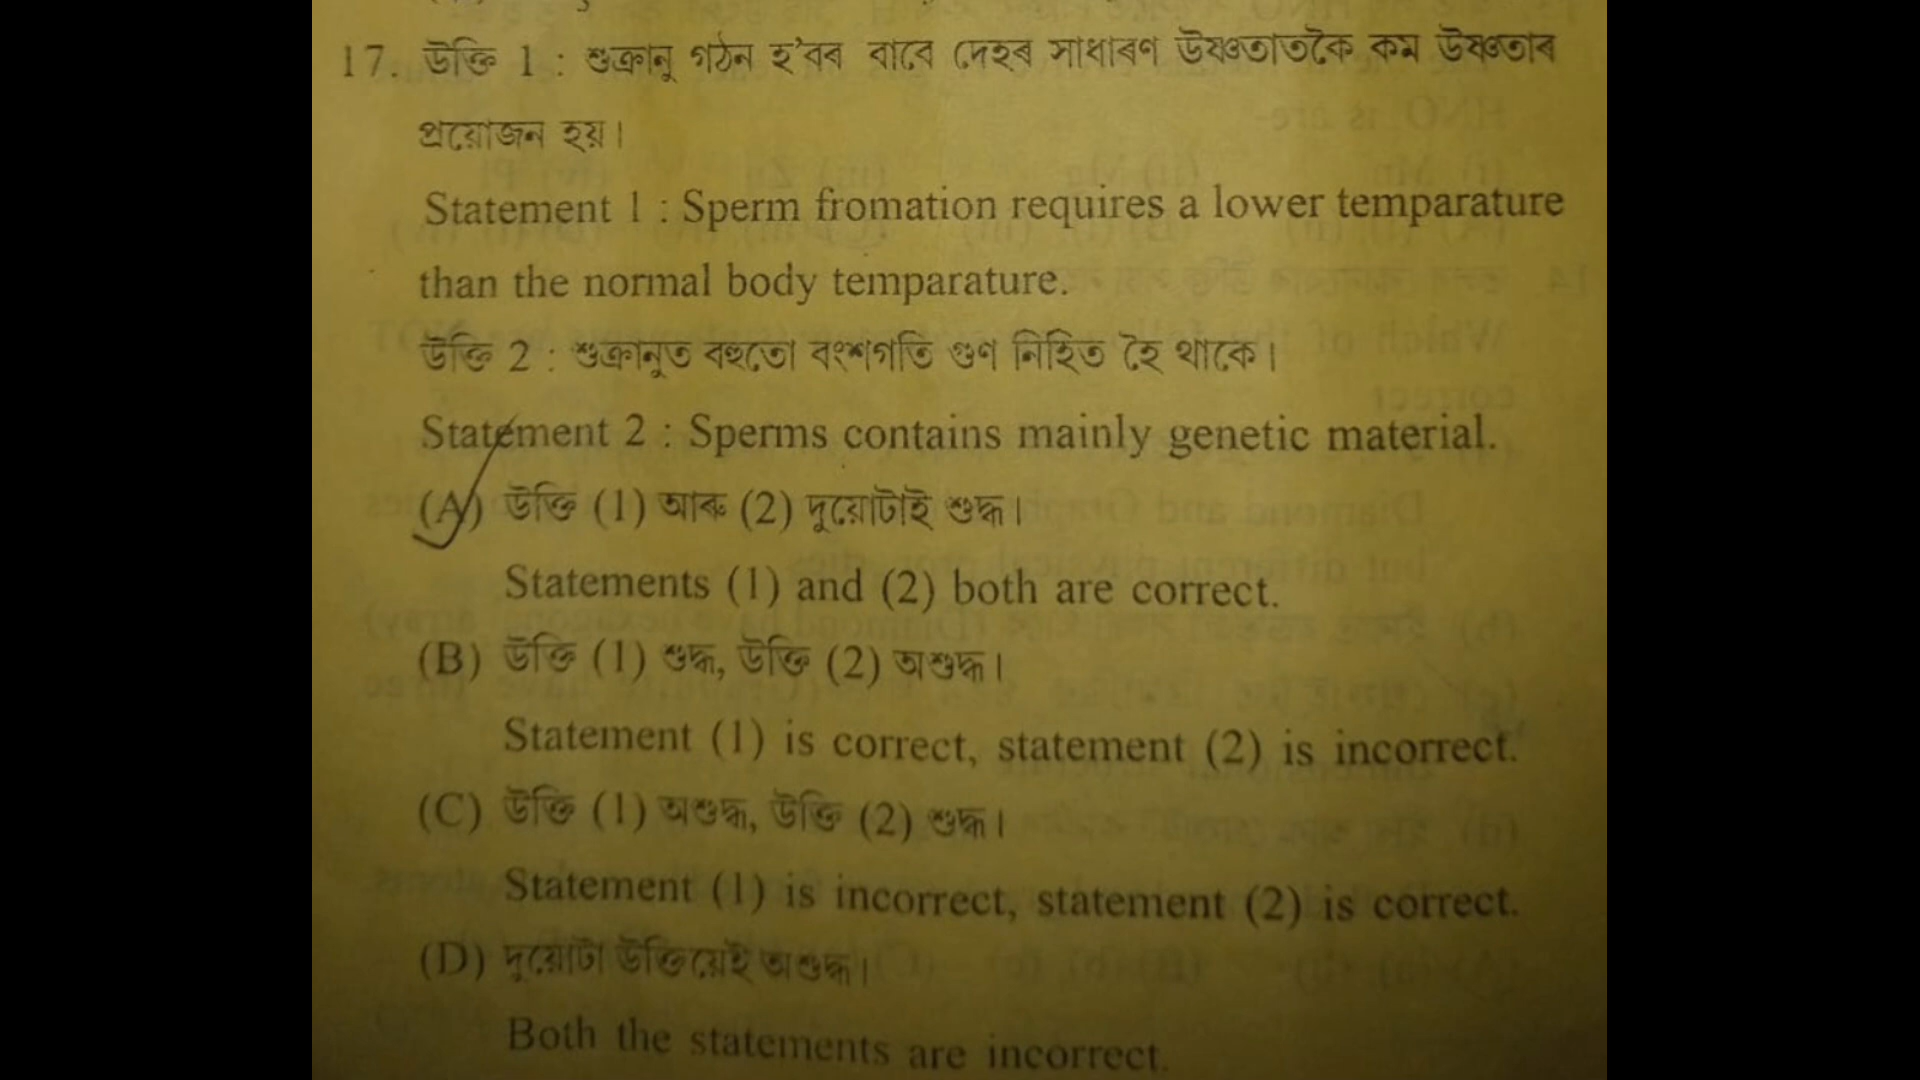 17. উক্তি 1 : শুক্ৰানু গঠন হ'বৰ বাবে দেহৰ সাধাৰণ উষ্ণতাতকৈ কম উষ্ণতাৰ
প্ৰয়োজন হয়।
Statement 1 : Sperm fromation requires a lower temparature
than the normal body temparature.
উক্তি 2 : শুক্ৰানুত বহুতো বংশগতি গুণ নিহিত হৈ থাকে।
Statement 2 : Sperms contains mainly genetic material.
(A) উক্তি (1) আৰু (2) দুয়োটাই শুদ্ধ।
Statements (1) and (2) both are correct.
(B) উক্তি (1) শুদ্ধ, উক্তি (2) অশুদ্ধ।
Statement (1) is correct, statement (2) is incorrect.
(C) উক্তি (1) অশুদ্ধ, উক্তি (2) শুদ্ধ।
Statement (1) is incorrect, statement (2) is correct.
(D) দুয়োটা উক্তিয়েই অশুদ্ধ।
Both the statements are incorrect.